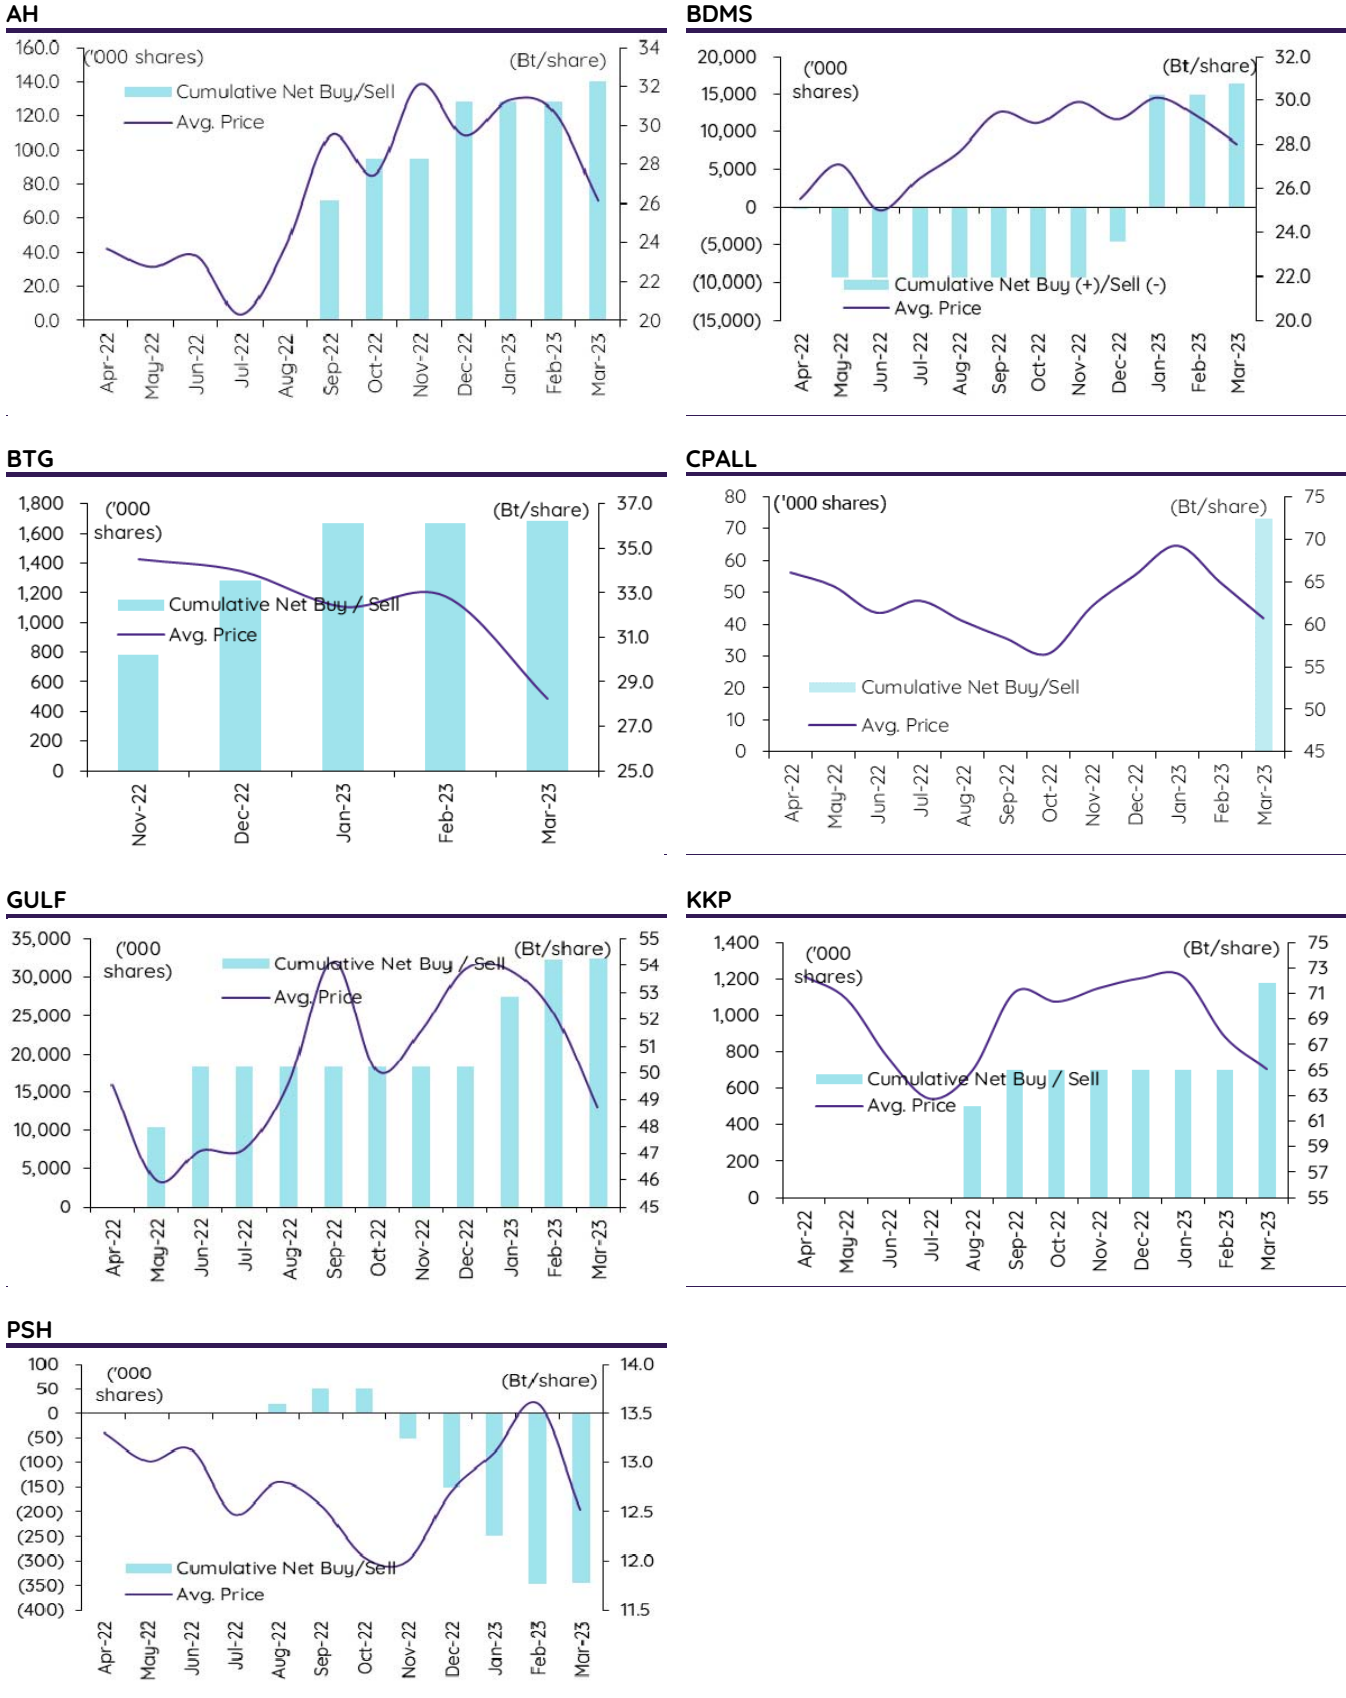 AH
('000 shares)
(Bt/share)
Cumulative Net Buy/Sell
Avg. Price
160.0
140.0
120.0
100.0
80.0
60.0
40.0
20.0
0.0
34
32
30
28
26
24
22
20
Apr-22
May-22
Jun-22
Jul-22
Aug-22
Sep-22
Oct-22
Nov-22
Dec-22
Jan-23
Feb-23
Mar-23
BDMS
('000
shares)
(Bt/share)
20,000
15,000
10,000
5,000
0
(5,000)
(10,000)
(15,000)
32.0
30.0
28.0
26.0
24.0
22.0
20.0
Cumulative Net Buy (+)/Sell (-)
Avg. Price
Apr-22
May-22
Jun-22
Jul-22
Aug-22
Sep-22
Oct-22
Nov-22
Dec-22
Jan-23
Feb-23
Mar-23
BTG
('000
shares)
(Bt/share)
1,800
1,600
1,400
1,200
1,000
800
600
400
200
0
37.0
35.0
33.0
31.0
29.0
27.0
25.0
Cumulative Net Buy / Sell
Avg. Price
Nov-22
Dec-22
Jan-23
Feb-23
Mar-23
CPALL
('000 shares)
(Bt/share)
80
70
60
50
40
30
20
10
0
75
70
65
60
55
50
45
Cumulative Net Buy/Sell
Avg. Price
Apr-22
May-22
Jun-22
Jul-22
Aug-22
Sep-22
Oct-22
Nov-22
Dec-22
Jan-23
Feb-23
Mar-23
GULF
('000
shares)
(Bt/share)
Cumulative Net Buy / Sell
Avg. Price
35,000
30,000
25,000
20,000
15,000
10,000
5,000
0
55
54
53
52
51
50
49
48
47
46
45
Apr-22
May-22
Jun-22
Jul-22
Aug-22
Sep-22
Oct-22
Nov-22
Dec-22
Jan-23
Feb-23
Mar-23
KKP
('000
shares)
(Bt/share)
1,400
1,200
1,000
800
600
400
200
0
75
73
71
69
67
65
63
61
59
57
55
Cumulative Net Buy / Sell
Avg. Price
Apr-22
May-22
Jun-22
Jul-22
Aug-22
Sep-22
Oct-22
Nov-22
Dec-22
Jan-23
Feb-23
Mar-23
PSH
('000
shares)
(Bt/share)
100
50
0
(50)
(100)
(150)
(200)
(250)
(300)
(350)
(400)
14.0
13.5
13.0
12.5
12.0
11.5
Cumulative Net Buy/Sell
Avg. Price
Apr-22
May-22
Jun-22
Jul-22
Aug-22
Sep-22
Oct-22
Nov-22
Dec-22
Jan-23
Feb-23
Mar-23